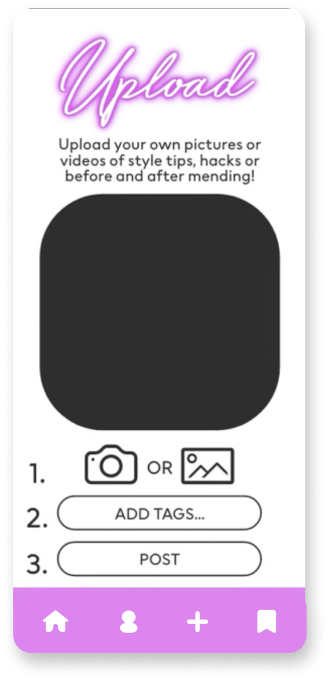 Upload
Upload your own pictures or
videos of style tips, hacks or
before and after mending!
1. OR
2. ADD TAGS...
3. POST